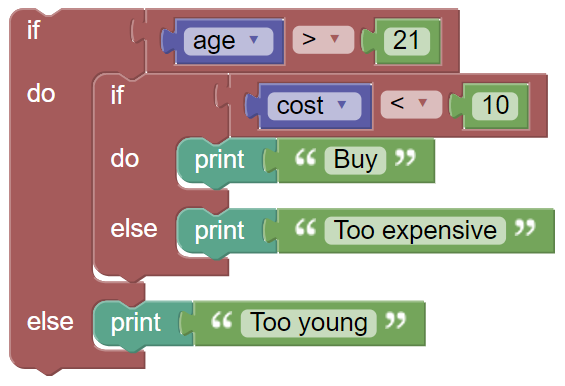 if age ▾ > ▾ 21
do if cost ▾ < ▾ 10
do print “ Buy ”
else print “ Too expensive ”
else print “ Too young ”